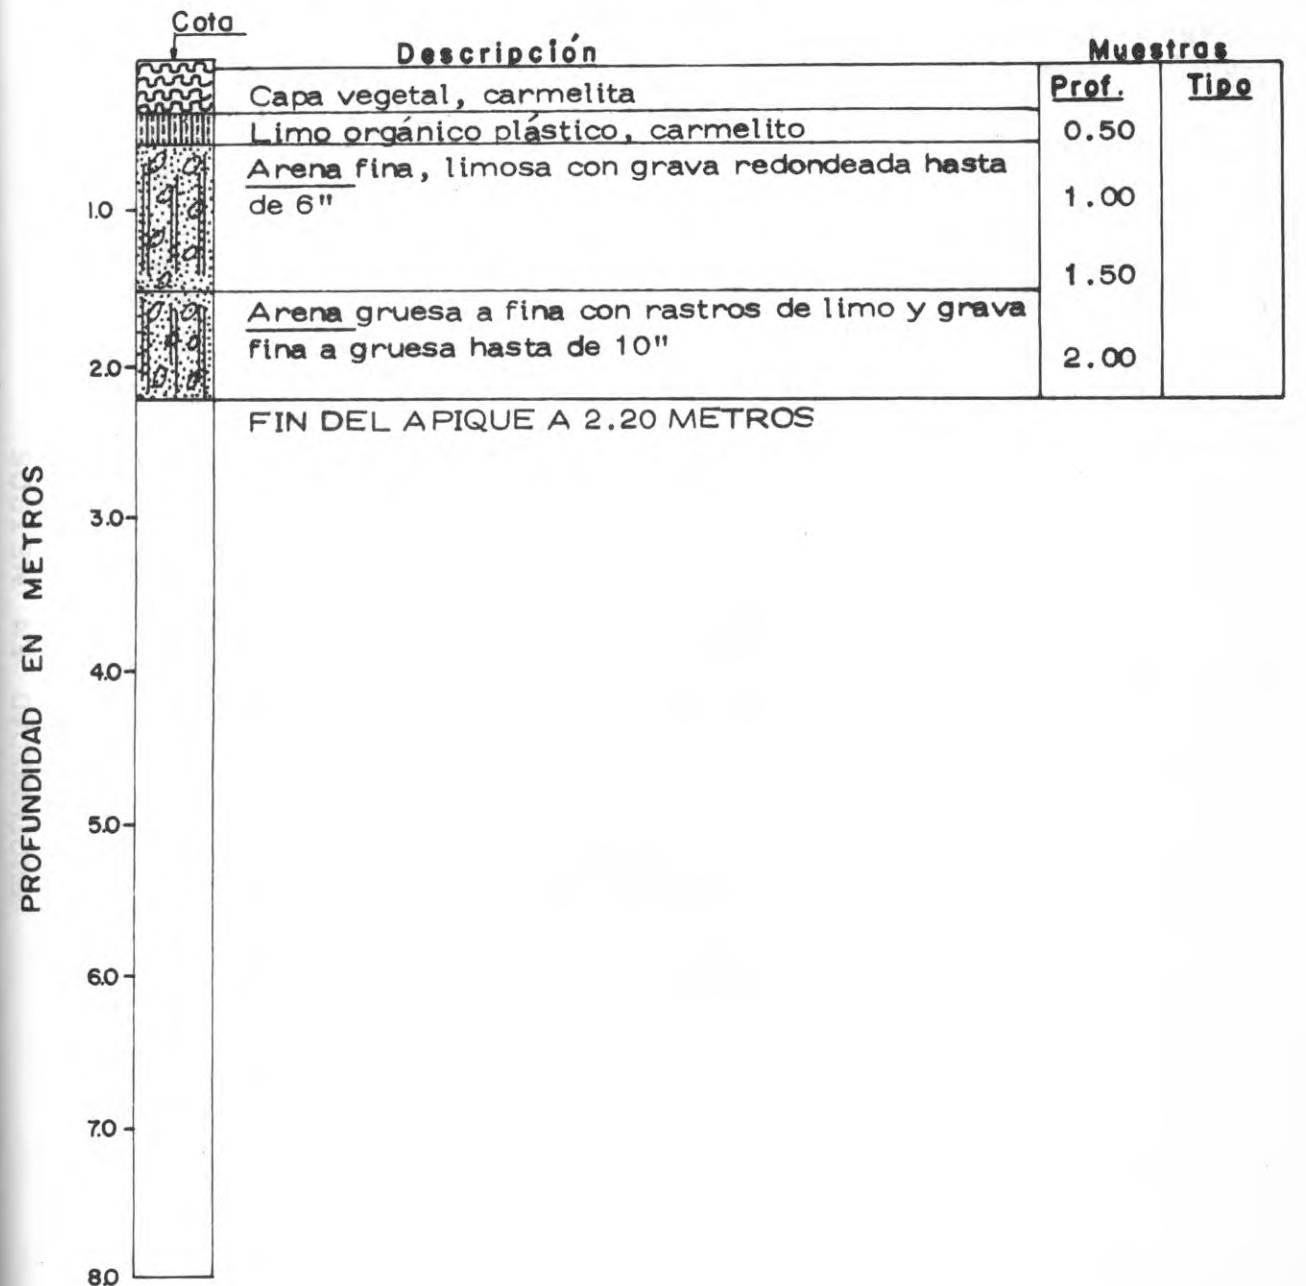 Cota
Descripción
Muestras
Prof. Tipo
Capa vegetal, carmelita
Limo orgánico plástico, carmelito
0.50
Arena fina, limosa con grava redondeada hasta
de 6"
1.0
1.00
1.50
Arena gruesa a fina con rastros de limo y grava
fina a gruesa hasta de 10"
2.0
2.00
FIN DEL APIQUE A 2.20 METROS
PROFUNDIDAD EN METROS
3.0
4.0
5.0
6.0
7.0
8.0